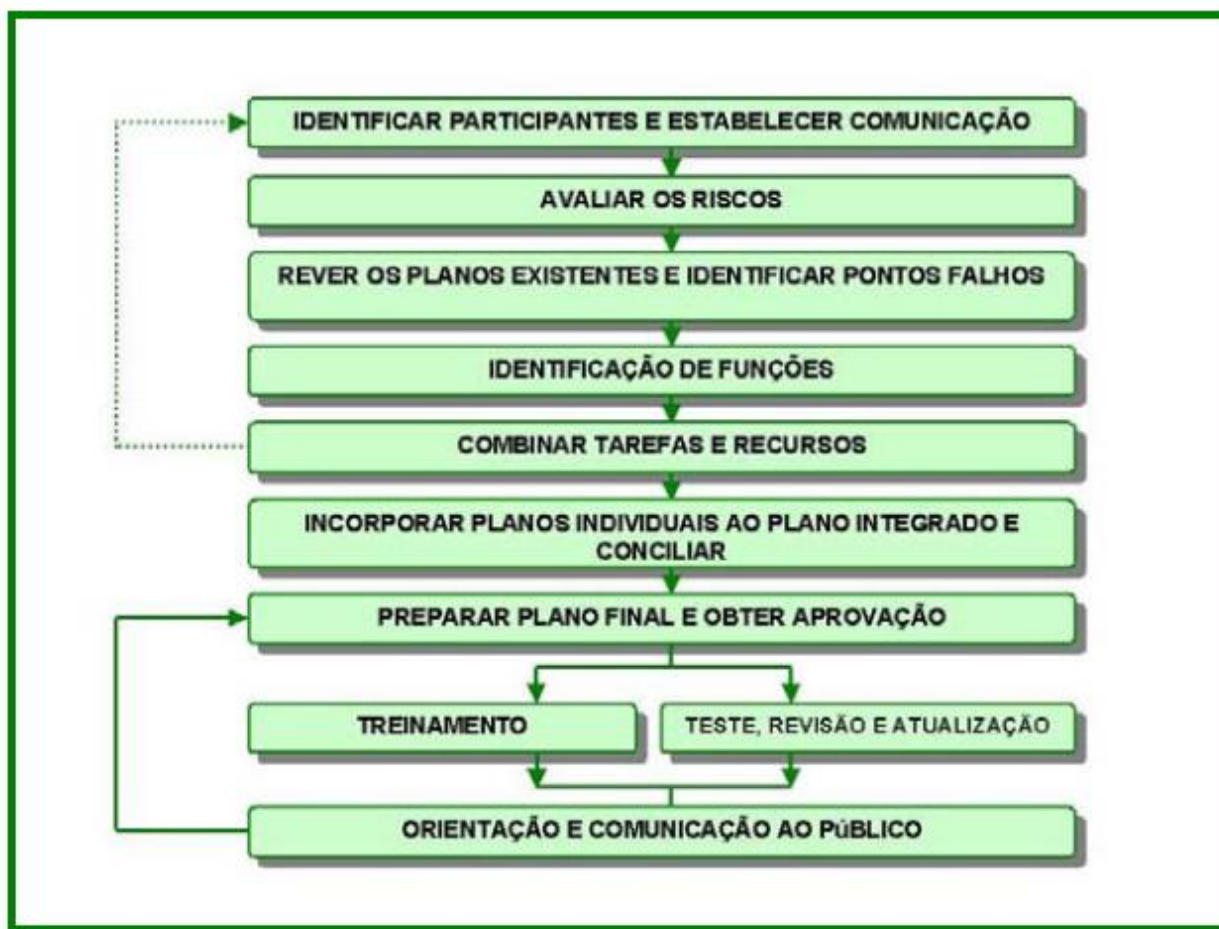 IDENTIFICAR PARTICIPANTES E ESTABELECER COMUNICAÇÃO
AVALIAR OS RISCOS
REVER OS PLANOS EXISTENTES E IDENTIFICAR PONTOS FALHOS
IDENTIFICAÇÃO DE FUNÇÕES
COMBINAR TAREFAS E RECURSOS
INCORPORAR PLANOS INDIVIDUAIS AO PLANO INTEGRADO E
CONCILIAR
PREPARAR PLANO FINAL E OBTER APROVAÇÃO
TREINAMENTO
TESTE, REVISÃO E ATUALIZAÇÃO
ORIENTAÇÃO E COMUNICAÇÃO AO PúBLICO